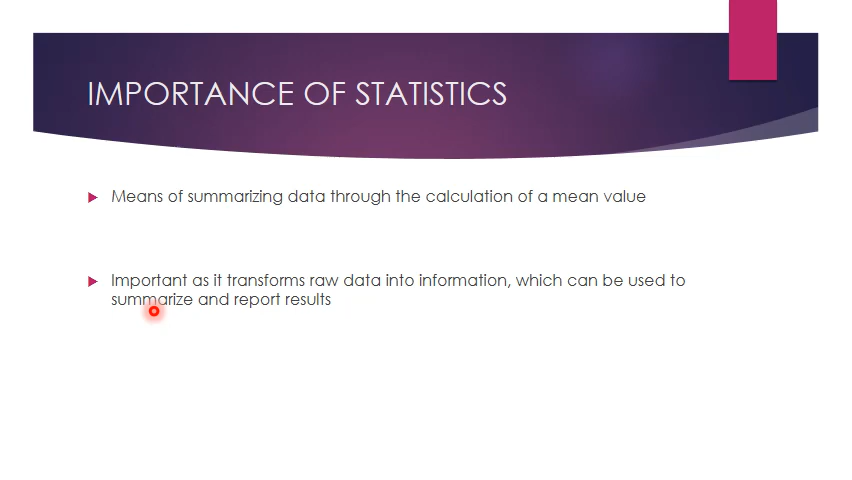 IMPORTANCE OF STATISTICS
Means of summarizing data through the calculation of a mean value
Important as it transforms raw data into information, which can be used to
summarize and report results